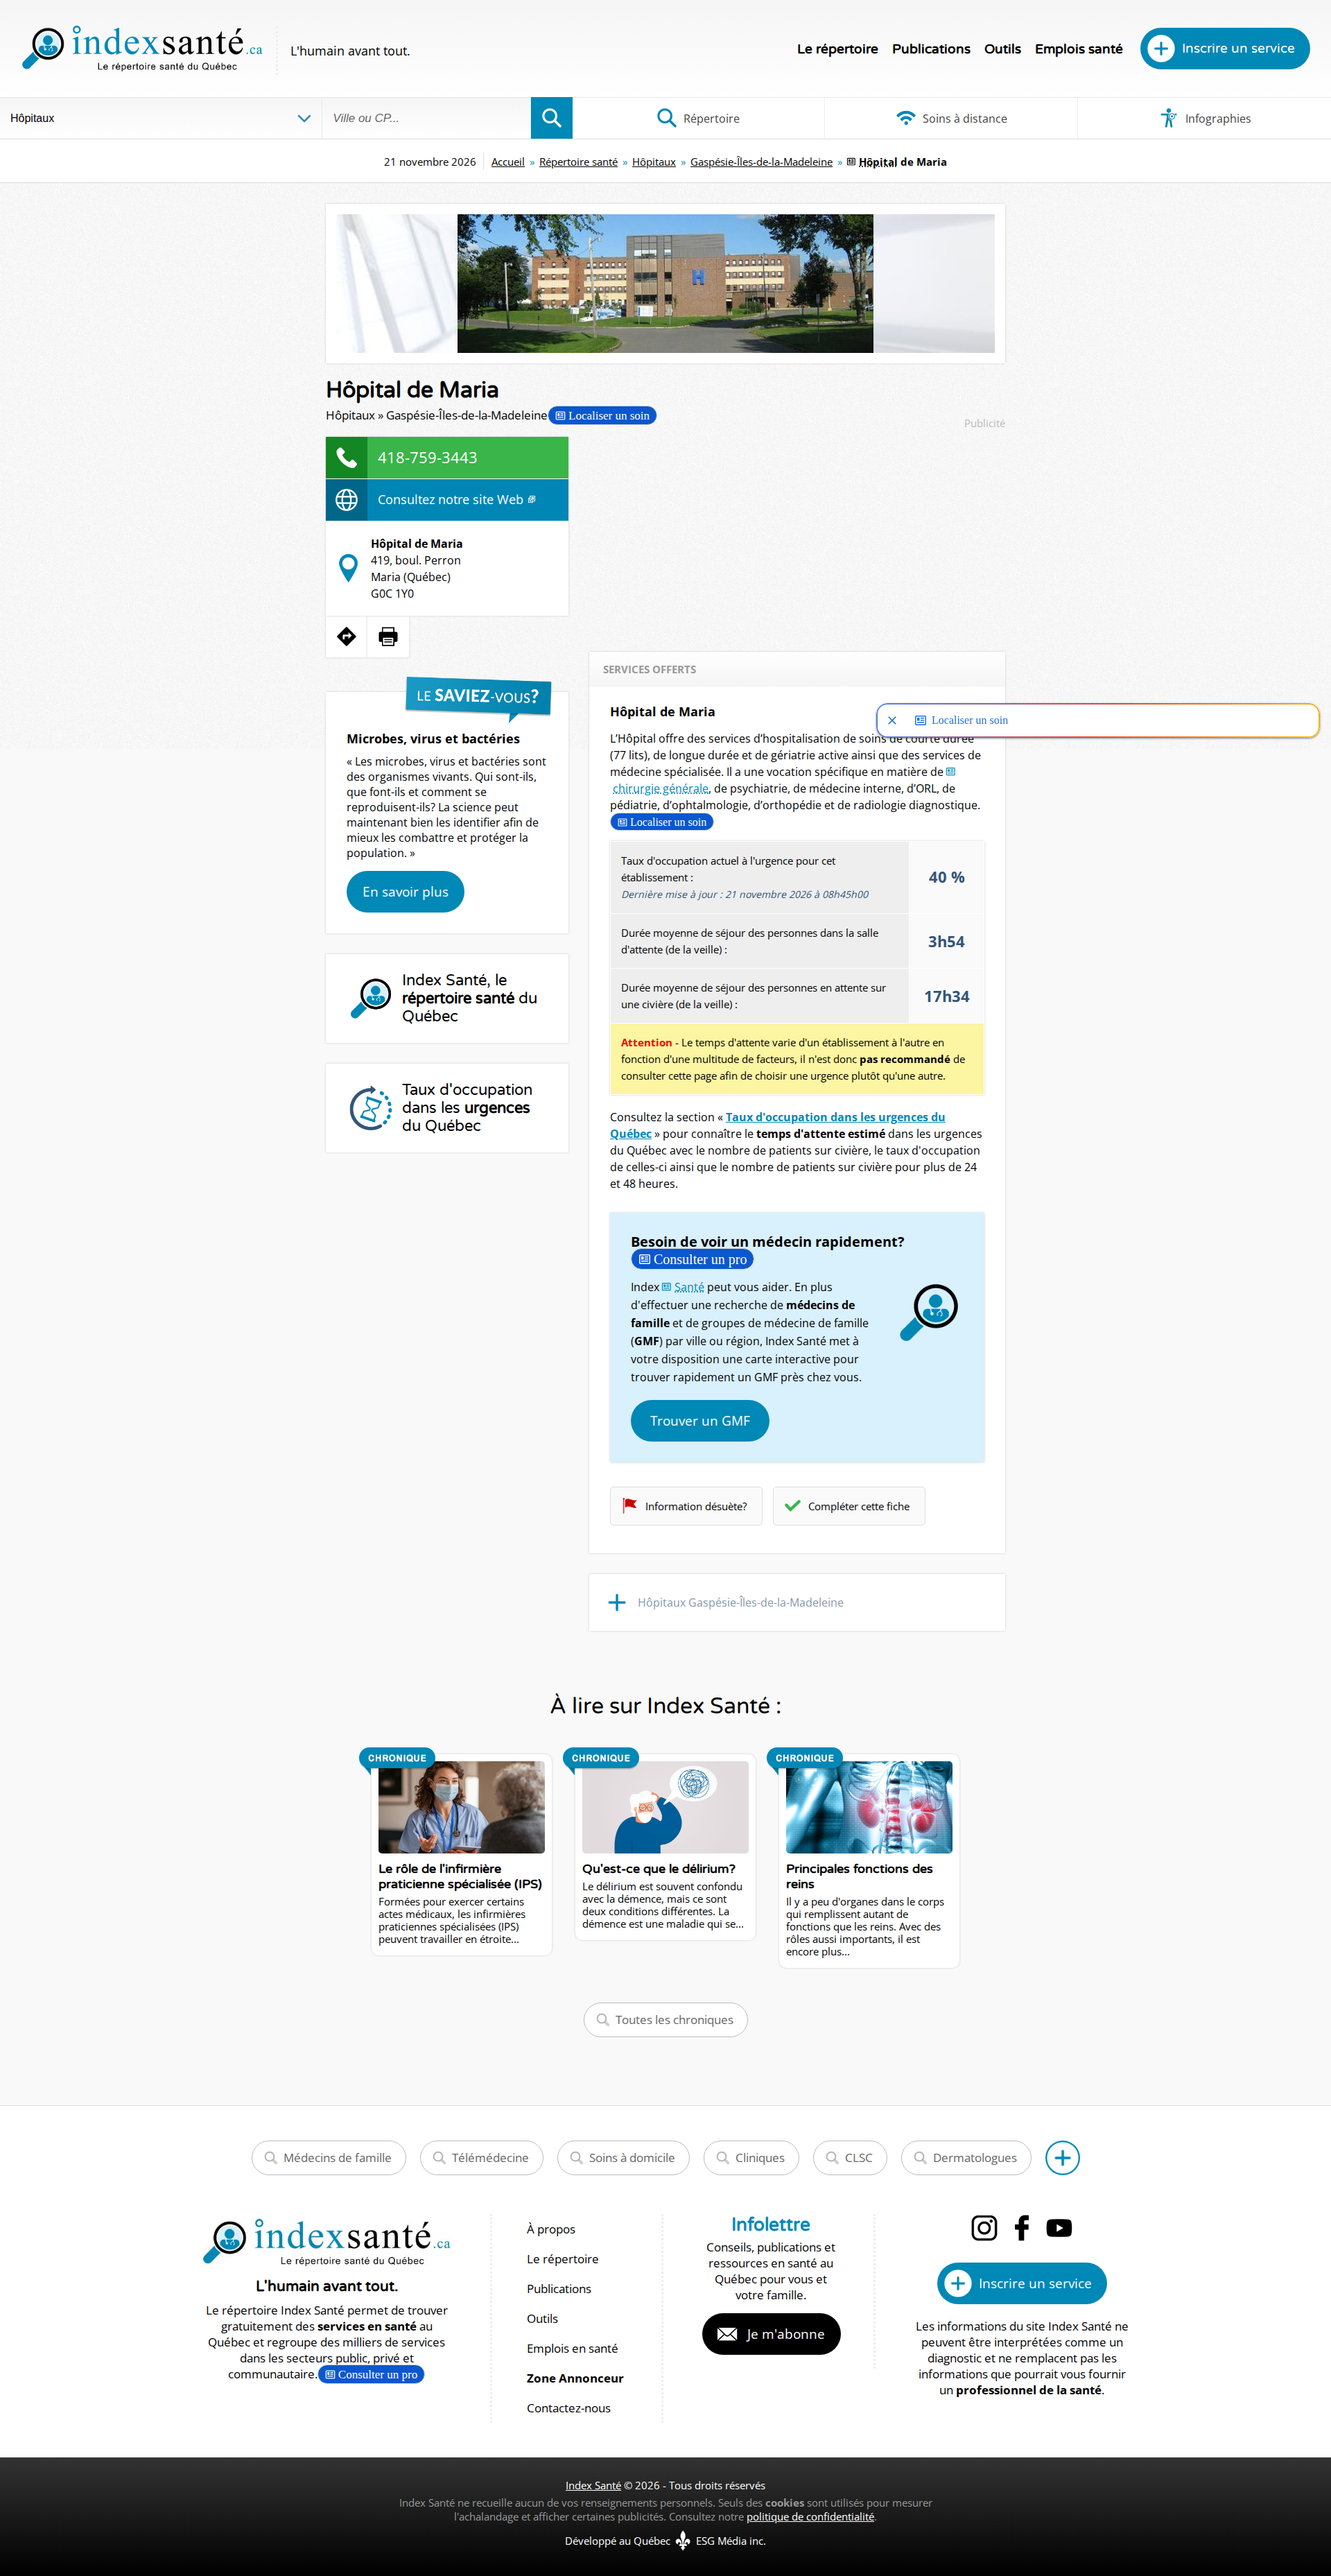 indexsanté.ca
Le répertoire santé du Québec
L'humain avant tout.
Le répertoire
Publications
Outils
Emplois santé
Inscrire un service
Hôpitaux
Ville ou CP...
Répertoire
Soins à distance
Infographies
21 novembre 2026
Accueil » Répertoire santé » Hôpitaux » Gaspésie-Îles-de-la-Madeleine » Hôpital de Maria
H
Hôpital de Maria
Hôpitaux » Gaspésie-Îles-de-la-Madeleine Localiser un soin
Publicité
418-759-3443
Consultez notre site Web
Hôpital de Maria
419, boul. Perron
Maria (Québec)
G0C 1Y0
LE SAVIEZ-VOUS?
Microbes, virus et bactéries
« Les microbes, virus et bactéries sont
des organismes vivants. Qui sont-ils,
que font-ils et comment se
reproduisent-ils? La science peut
maintenant bien les identifier afin de
mieux les combattre et protéger la
population. »
En savoir plus
Index Santé, le
répertoire santé du
Québec
Taux d'occupation
dans les urgences
du Québec
SERVICES OFFERTS
Hôpital de Maria
Localiser un soin
L’Hôpital offre des services d’hospitalisation de soins de courte durée
(77 lits), de longue durée et de gériatrie active ainsi que des services de
médecine spécialisée. Il a une vocation spécifique en matière de
chirurgie générale, de psychiatrie, de médecine interne, d’ORL, de
pédiatrie, d’ophtalmologie, d’orthopédie et de radiologie diagnostique.
Localiser un soin
Taux d'occupation actuel à l'urgence pour cet
établissement :
Dernière mise à jour : 21 novembre 2026 à 08h45h00
40 %
Durée moyenne de séjour des personnes dans la salle
d'attente (de la veille) :
3h54
Durée moyenne de séjour des personnes en attente sur
une civière (de la veille) :
17h34
Attention - Le temps d'attente varie d'un établissement à l'autre en
fonction d'une multitude de facteurs, il n'est donc pas recommandé de
consulter cette page afin de choisir une urgence plutôt qu'une autre.
Consultez la section « Taux d'occupation dans les urgences du
Québec » pour connaître le temps d'attente estimé dans les urgences
du Québec avec le nombre de patients sur civière, le taux d'occupation
de celles-ci ainsi que le nombre de patients sur civière pour plus de 24
et 48 heures.
Besoin de voir un médecin rapidement?
Consulter un pro
Index Santé peut vous aider. En plus
d'effectuer une recherche de médecins de
famille et de groupes de médecine de famille
(GMF) par ville ou région, Index Santé met à
votre disposition une carte interactive pour
trouver rapidement un GMF près chez vous.
Trouver un GMF
Information désuète?
Compléter cette fiche
Hôpitaux Gaspésie-Îles-de-la-Madeleine
À lire sur Index Santé :
CHRONIQUE
Le rôle de l'infirmière
praticienne spécialisée (IPS)
Formées pour exercer certains
actes médicaux, les infirmières
praticiennes spécialisées (IPS)
peuvent travailler en étroite...
CHRONIQUE
Qu'est-ce que le délirium?
Le délirium est souvent confondu
avec la démence, mais ce sont
deux conditions différentes. La
démence est une maladie qui se...
CHRONIQUE
Principales fonctions des
reins
Il y a peu d'organes dans le corps
qui remplissent autant de
fonctions que les reins. Avec des
rôles aussi importants, il est
encore plus...
Toutes les chroniques
Médecins de famille
Télémédecine
Soins à domicile
Cliniques
CLSC
Dermatologues
indexsanté.ca
Le répertoire santé du Québec
L'humain avant tout.
Le répertoire Index Santé permet de trouver
gratuitement des services en santé au
Québec et regroupe des milliers de services
dans les secteurs public, privé et
communautaire. Consulter un pro
À propos
Le répertoire
Publications
Outils
Emplois en santé
Zone Annonceur
Contactez-nous
Infolettre
Conseils, publications et
ressources en santé au
Québec pour vous et
votre famille.
Je m'abonne
Inscrire un service
Les informations du site Index Santé ne
peuvent être interprétées comme un
diagnostic et ne remplacent pas les
informations que pourrait vous fournir
un professionnel de la santé.
Index Santé © 2026 - Tous droits réservés
Index Santé ne recueille aucun de vos renseignements personnels. Seuls des cookies sont utilisés pour mesurer
l'achalandage et afficher certaines publicités. Consultez notre politique de confidentialité.
Développé au Québec ESG Média inc.